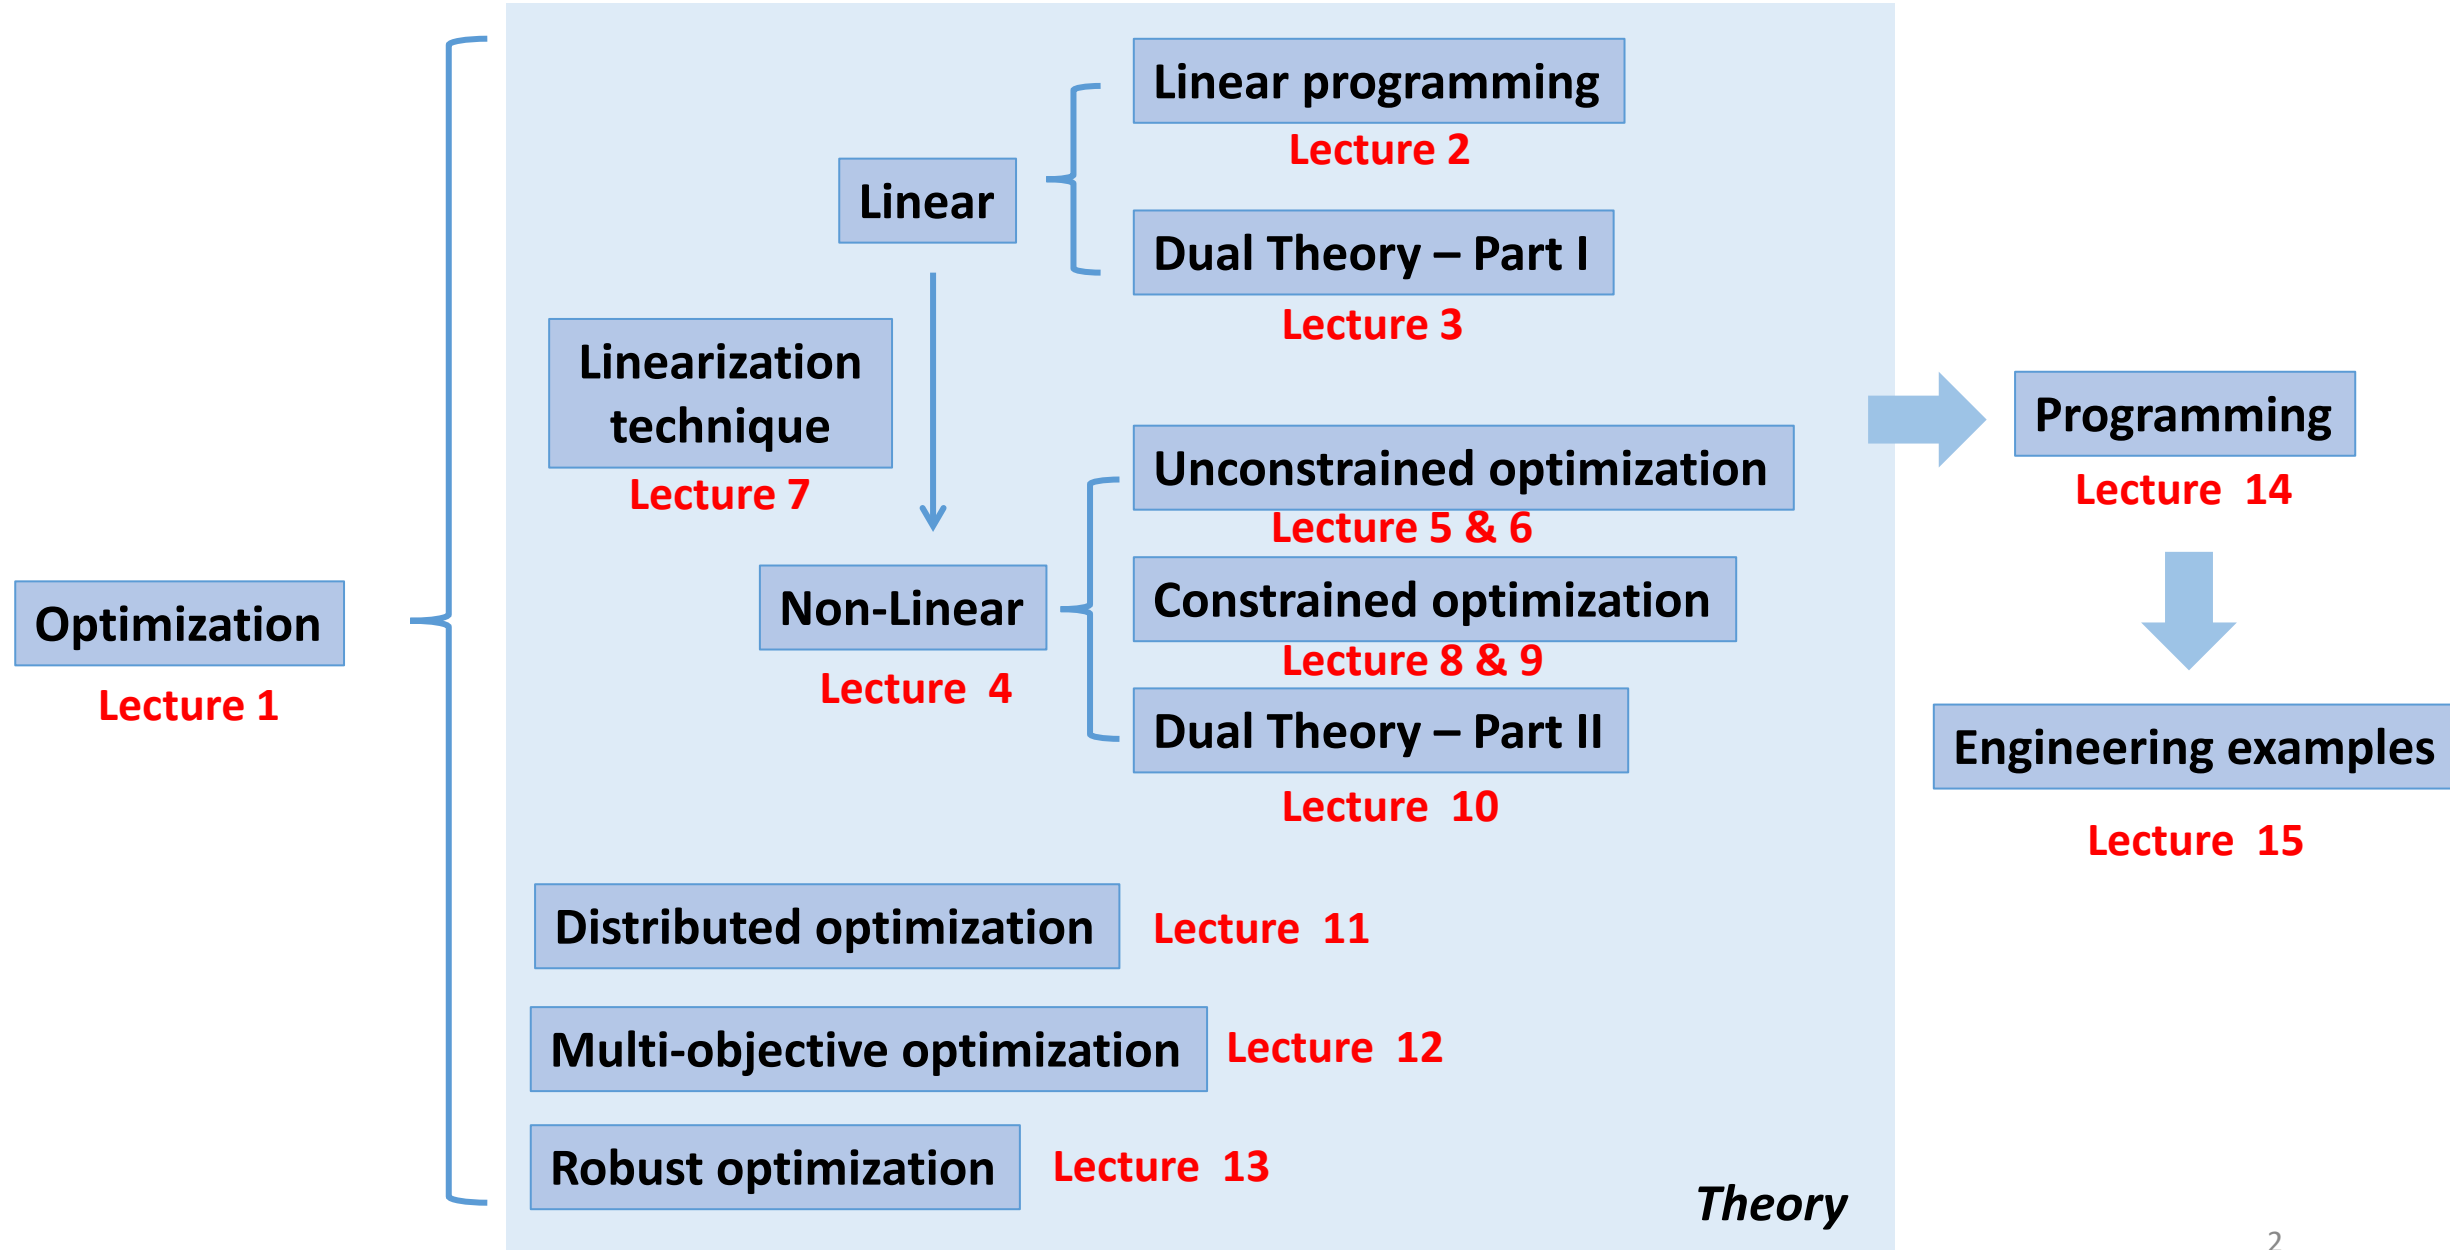 Optimization
Lecture 1
Linear
Linear programming
Lecture 2
Dual Theory – Part I
Lecture 3
Linearization
technique
Lecture 7
Non-Linear
Lecture  4
Unconstrained optimization
Lecture 5 & 6
Constrained optimization
Lecture 8 & 9
Dual Theory – Part II
Lecture  10
Distributed optimization
Lecture  11
Multi-objective optimization
Lecture  12
Robust optimization
Lecture  13
Theory
Programming
Lecture  14
Engineering examples
Lecture  15
2